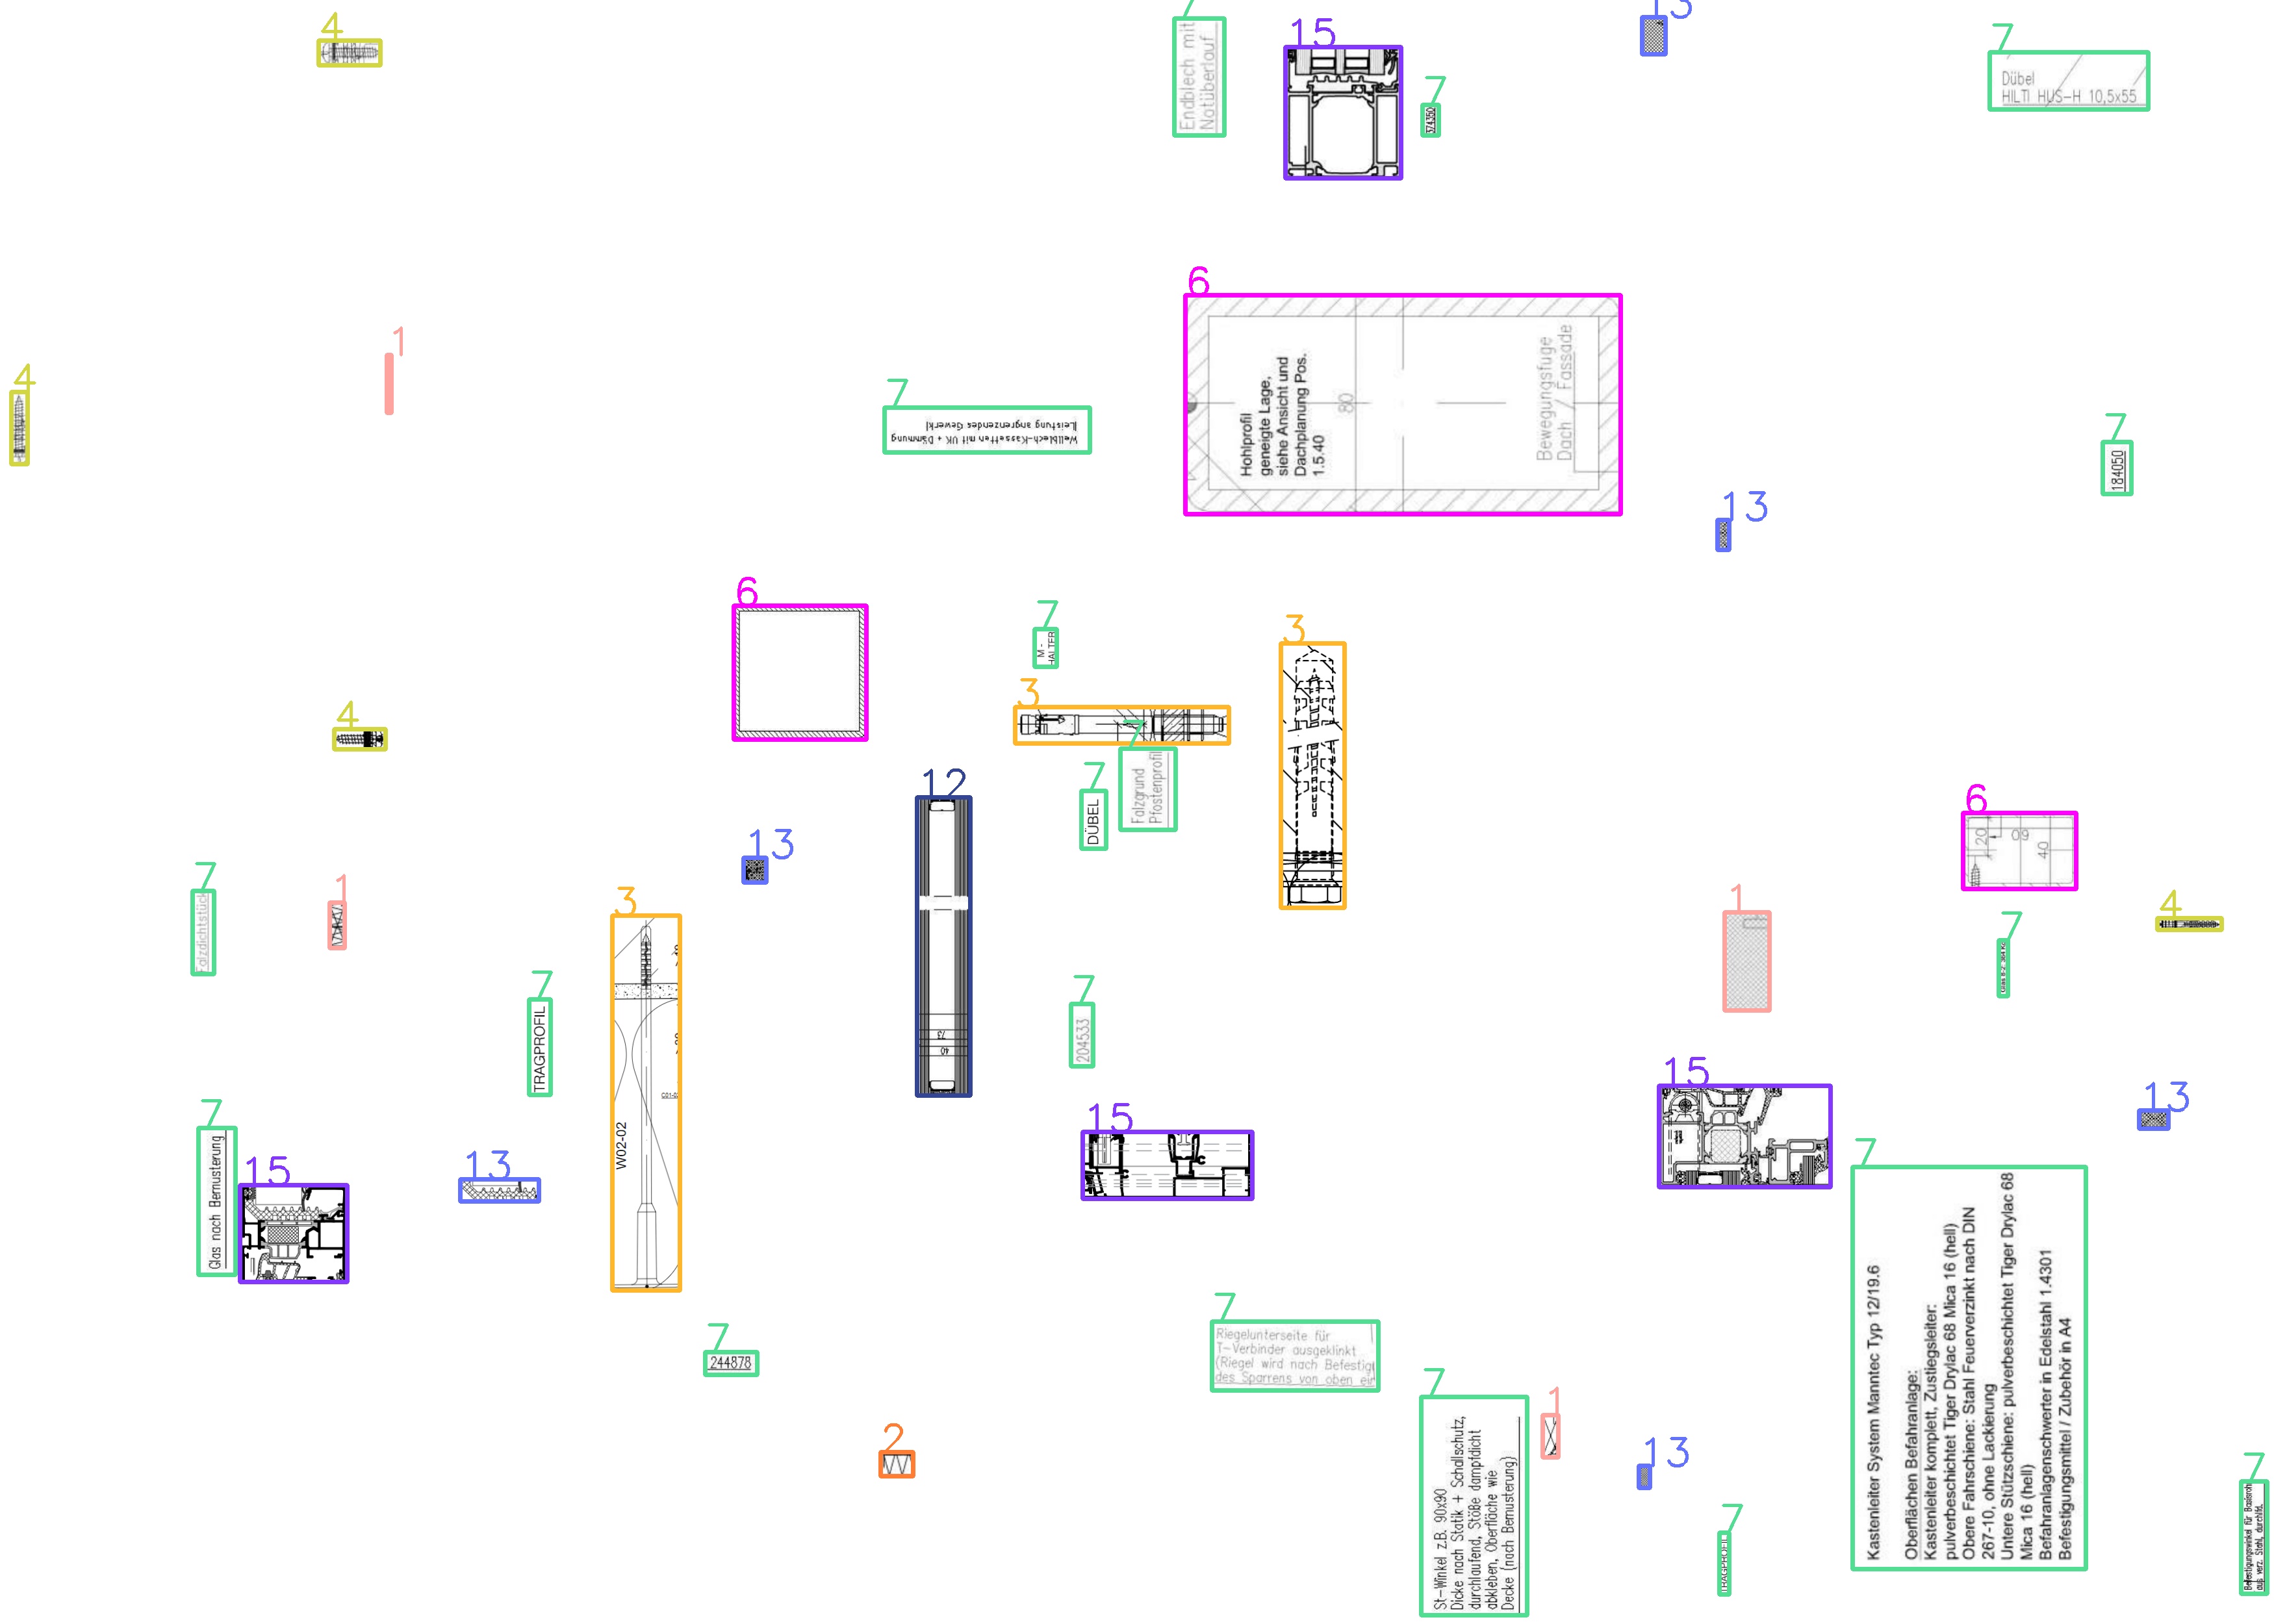 4
7
Endblech mit
Notüberlauf
15
7
574350
13
7
Dübel
HILTI HUS-H 10,5x55
4
1
7
Wellblech-Kassetten mit UK + Dämmung
(Leistung angrenzendes Gewerk)
6
Hohlprofil
geneigte Lage,
siehe Ansicht und
Dachplanung Pos.
1.5.40
80
Bewegungsfuge
Dach / Fassade
7
184050
13
6
7
M -
HALTER
3
3
4
7
Falzgrund
Pfostenprofil
7
DÜBEL
12
73
40
13
6
20
60
40
7
Falzdichtstück
1
3
W02-02
1
4
7
7
TRAGPROFIL
7
204533
7
Glas nach Bemusterung
15
13
15
15
13
7
Kastenleiter System Manntec Typ 12/19.6
Oberflächen Befahranlage:
Kastenleiter komplett, Zustiegsleiter:
pulverbeschichtet Tiger Drylac 68 Mica 16 (hell)
Obere Fahrschiene: Stahl Feuerverzinkt nach DIN
267-10, ohne Lackierung
Untere Stützschiene: pulverbeschichtet Tiger Drylac 68
Mica 16 (hell)
Befahranlagenschwerter in Edelstahl 1.4301
Befestigungsmittel / Zubehör in A4
7
244878
7
Riegelunterseite für
T-Verbinder ausgeklinkt
(Riegel wird nach Befestig
des Sparrens von oben ein
2
7
St-Winkel z.B. 90x90
Dicke nach Statik + Schallschutz,
durchlaufend, Stöße dampfdicht
abkleben, Oberfläche wie
Decke (nach Bemusterung)
1
13
7
TRAGPROFIL
7
Befestigungswinkel für Basisrohr
aus verz. Stahl, durchlfd.